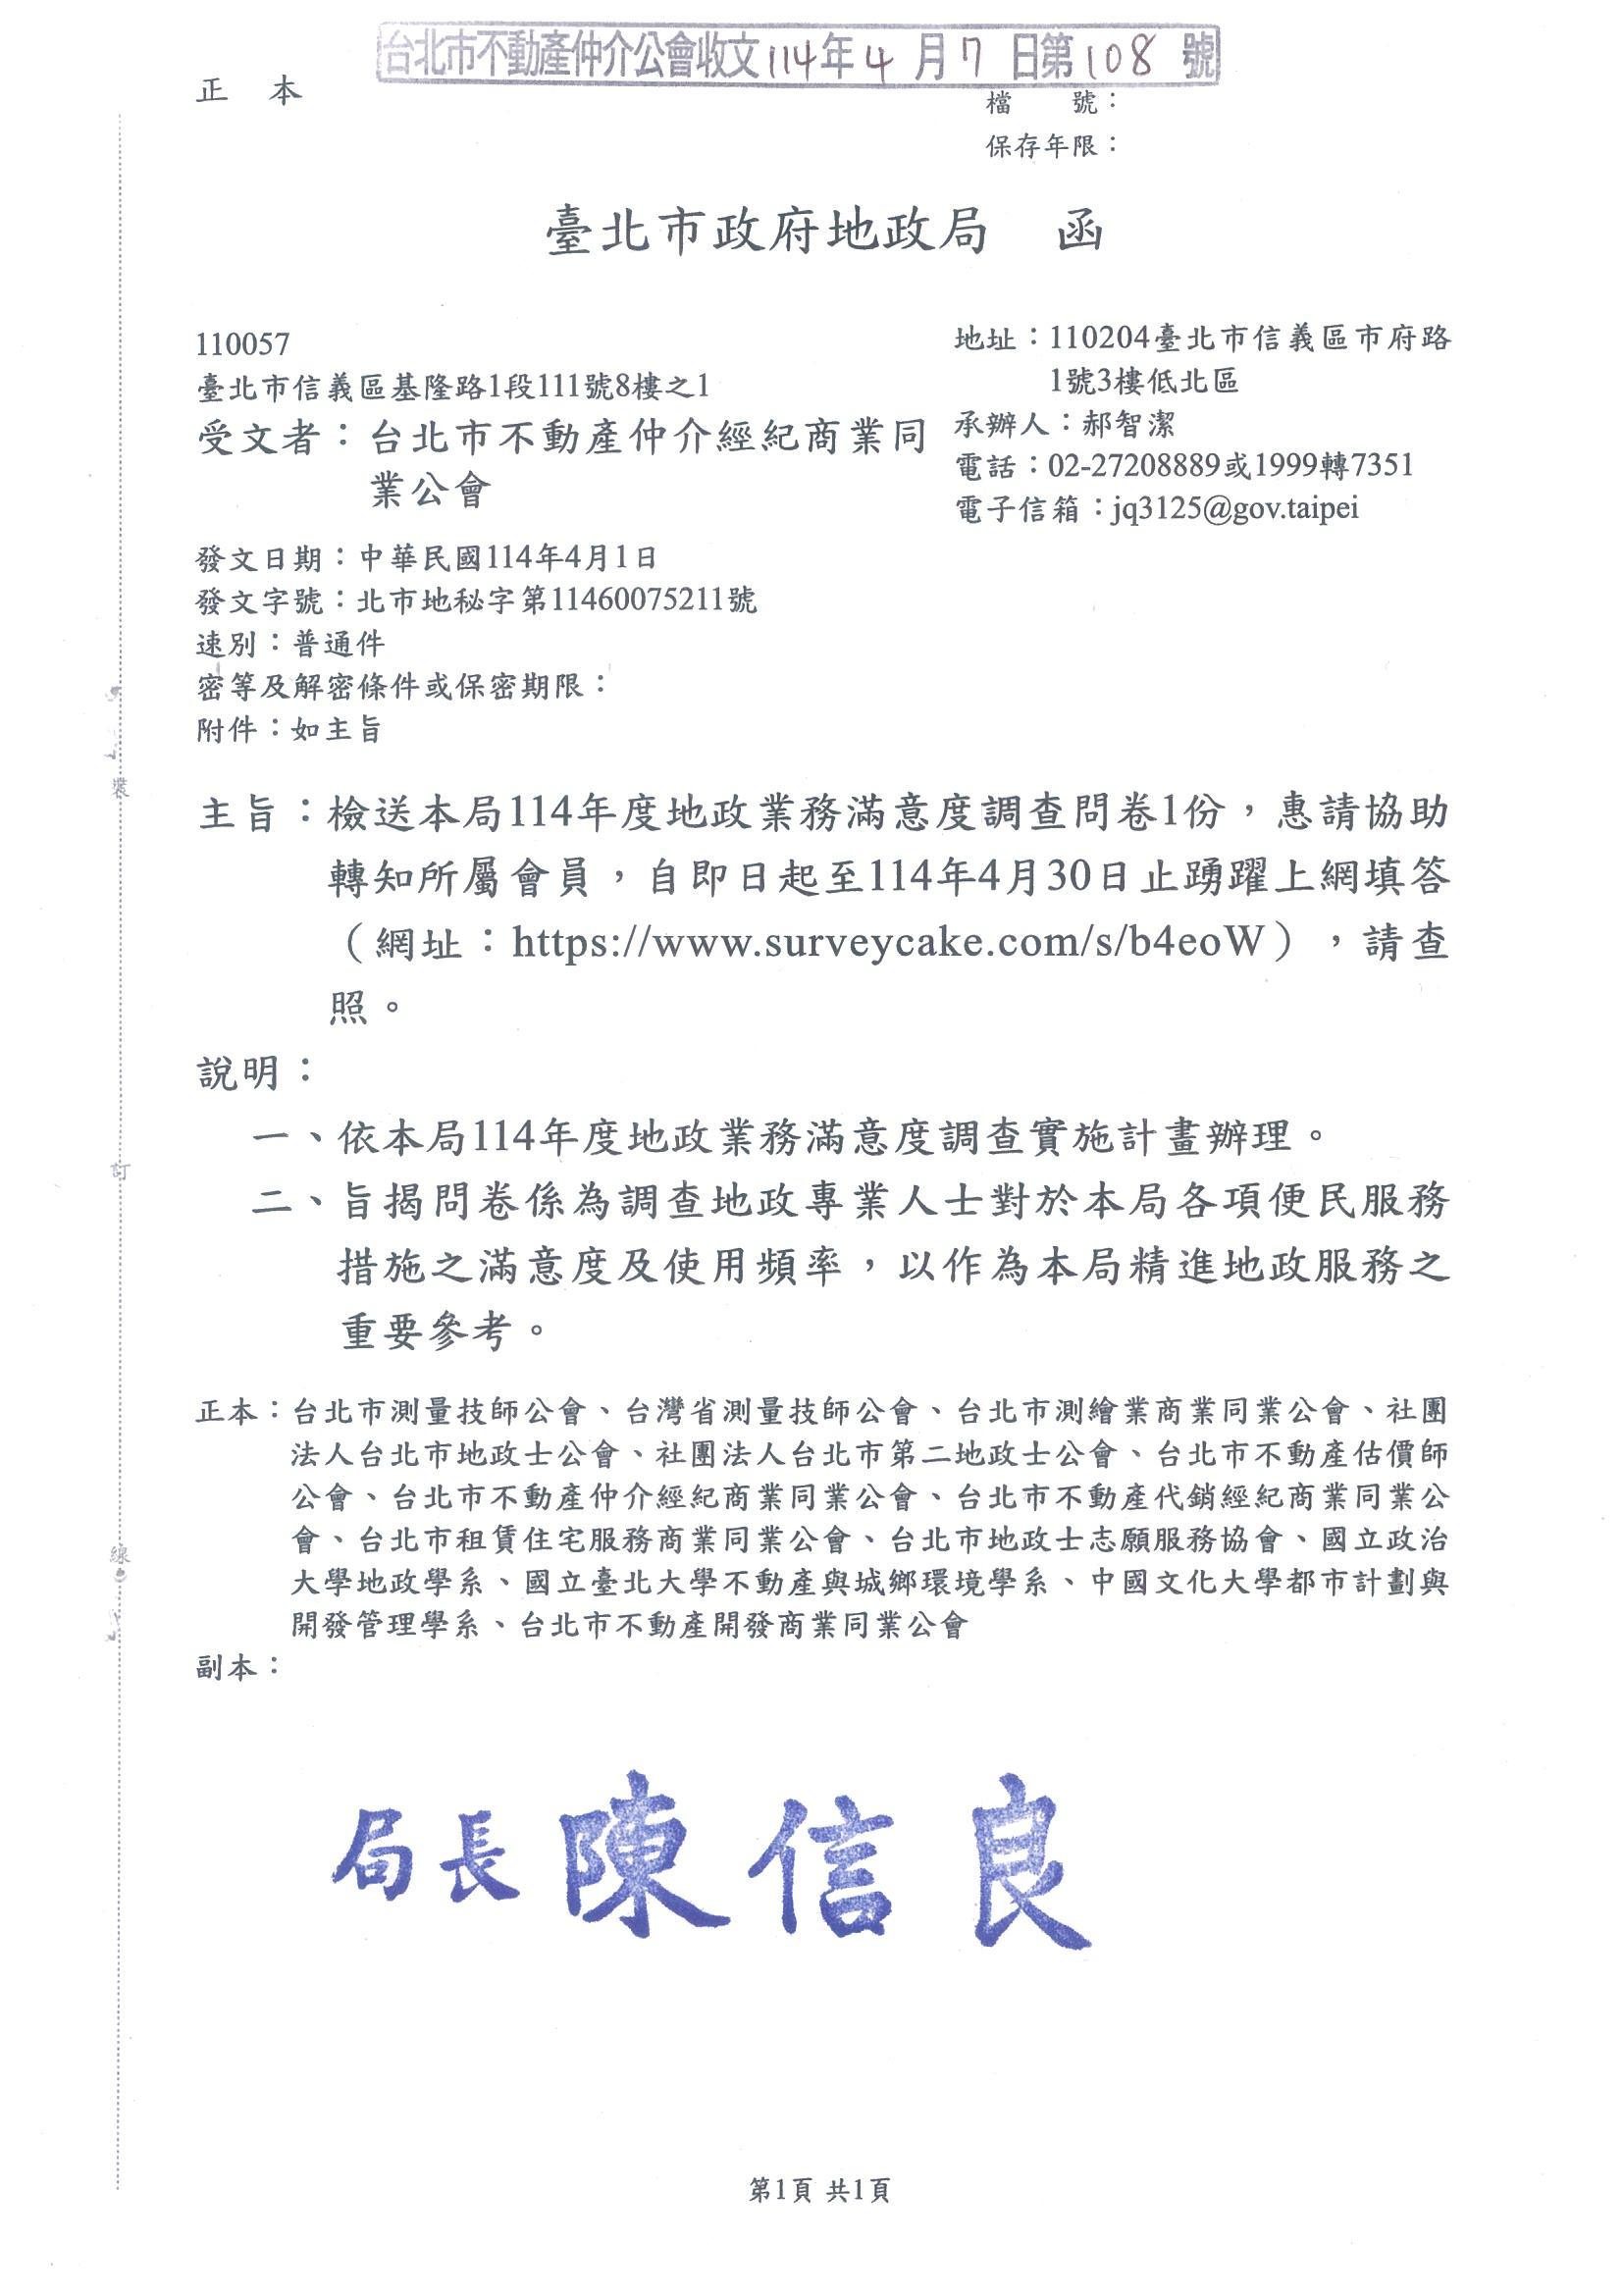 台北市不動產仲介公會收文114年4月7日第108號
正　本
檔　　號：
保存年限：
臺北市政府地政局　函
110057
臺北市信義區基隆路1段111號8樓之1
受文者：台北市不動產仲介經紀商業同
業公會
地址：110204臺北市信義區市府路
1號3樓低北區
承辦人：郝智潔
電話：02-27208889或1999轉7351
電子信箱：jq3125@gov.taipei
發文日期：中華民國114年4月1日
發文字號：北市地秘字第11460075211號
速別：普通件
密等及解密條件或保密期限：
附件：如主旨
主旨：檢送本局114年度地政業務滿意度調查問卷1份，惠請協助
轉知所屬會員，自即日起至114年4月30日止踴躍上網填答
（網址：https://www.surveycake.com/s/b4eoW），請查
照。
說明：
一、依本局114年度地政業務滿意度調查實施計畫辦理。
二、旨揭問卷係為調查地政專業人士對於本局各項便民服務
措施之滿意度及使用頻率，以作為本局精進地政服務之
重要參考。
正本：台北市測量技師公會、台灣省測量技師公會、台北市測繪業商業同業公會、社團
法人台北市地政士公會、社團法人台北市第二地政士公會、台北市不動產估價師
公會、台北市不動產仲介經紀商業同業公會、台北市不動產代銷經紀商業同業公
會、台北市租賃住宅服務商業同業公會、台北市地政士志願服務協會、國立政治
大學地政學系、國立臺北大學不動產與城鄉環境學系、中國文化大學都市計劃與
開發管理學系、台北市不動產開發商業同業公會
副本：
局長陳信良
裝
訂
線
第1頁 共1頁